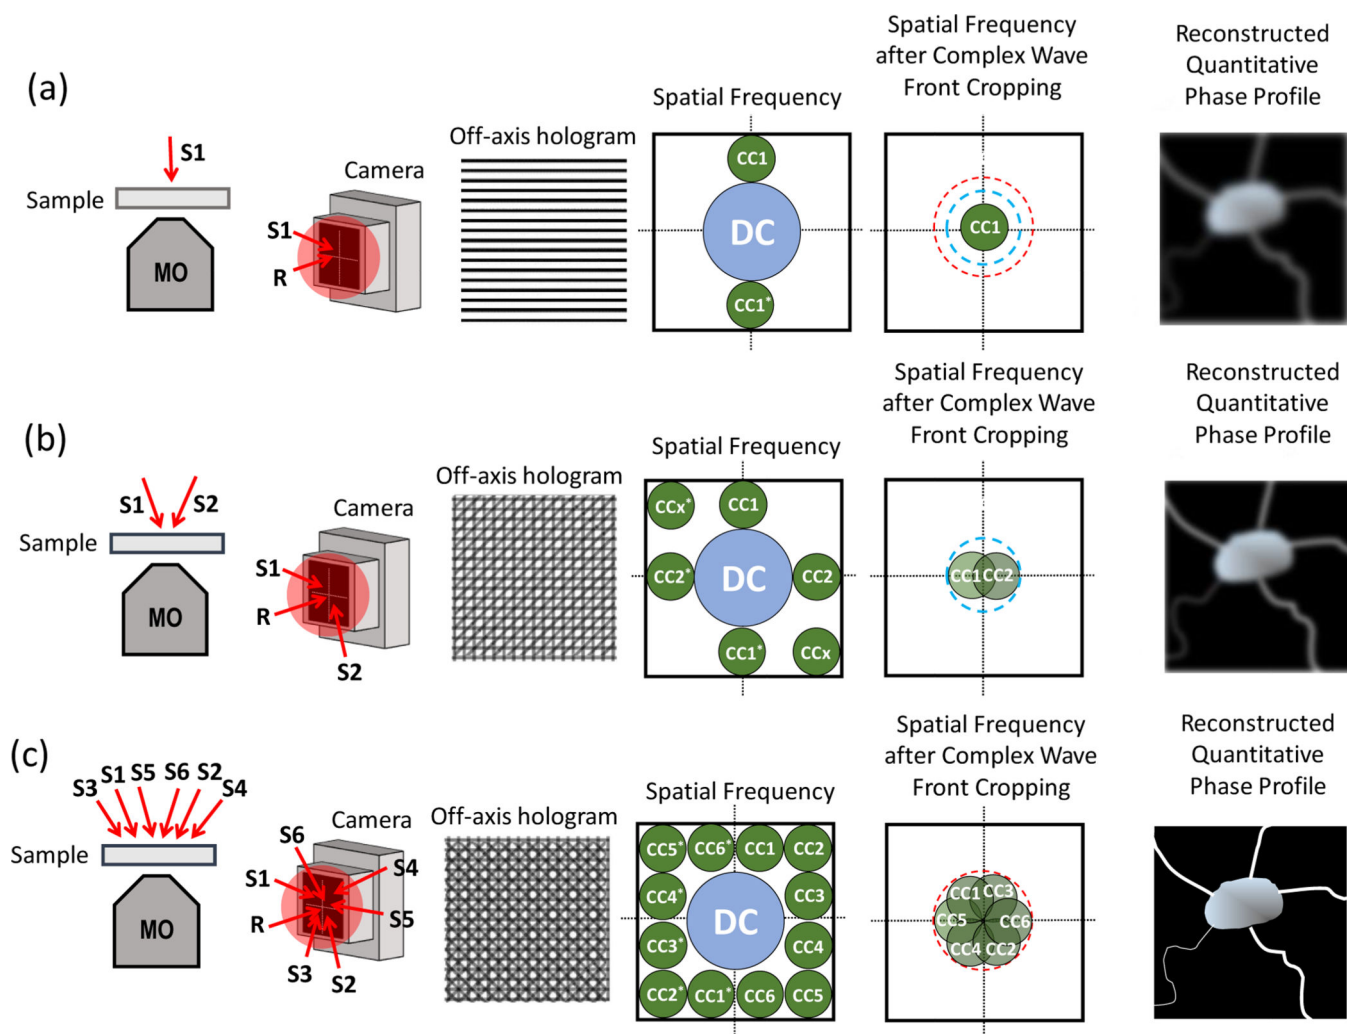 (a)
S1
Sample
MO
Camera
S1
R
Off-axis hologram
Spatial Frequency
CC1
DC
CC1*
Spatial Frequency
after Complex Wave
Front Cropping
CC1
Reconstructed
Quantitative
Phase Profile
(b)
S1
S2
Sample
MO
Camera
S1
R
S2
Off-axis hologram
Spatial Frequency
CCx*
CC1
CC2*
DC
CC2
CC1*
CCx
Spatial Frequency
after Complex Wave
Front Cropping
CC1
CC2
Reconstructed
Quantitative
Phase Profile
(c)
S3
S1
S5
S6
S2
S4
Sample
MO
Camera
S6
S4
S1
R
S5
S3
S2
Off-axis hologram
Spatial Frequency
CC5*
CC6*
CC1
CC2
CC4*
DC
CC3
CC3*
CC4
CC2*
CC1*
CC6
CC5
Spatial Frequency
after Complex Wave
Front Cropping
CC1
CC3
CC5
CC6
CC4
CC2
Reconstructed
Quantitative
Phase Profile